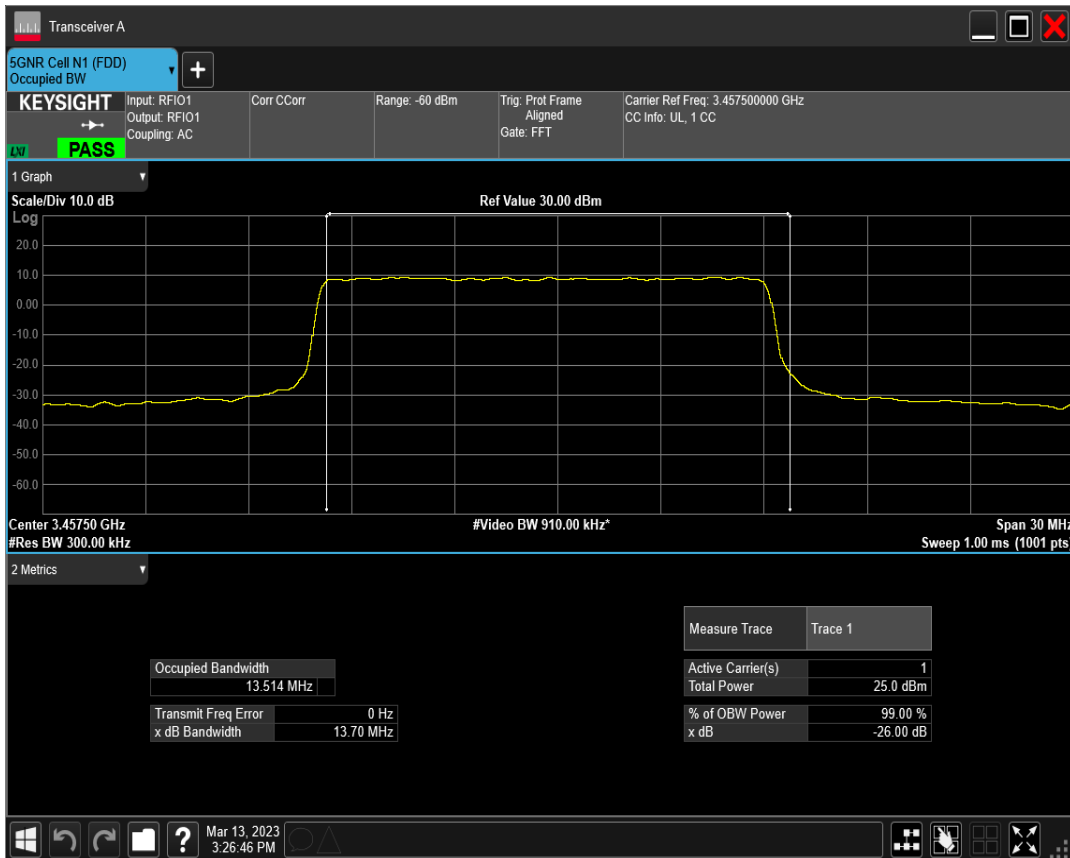 Transceiver A
5GNR Cell N1 (FDD)
Occupied BW
KEYSIGHT
LXI
PASS
Input: RFIO1
Output: RFIO1
Coupling: AC
Corr CCorr
Range: -60 dBm
Trig: Prot Frame
Aligned
Gate: FFT
Carrier Ref Freq: 3.457500000 GHz
CC Info: UL, 1 CC
1 Graph
Scale/Div 10.0 dB
Ref Value 30.00 dBm
Log
20.0
10.0
0.00
-10.0
-20.0
-30.0
-40.0
-50.0
-60.0
Center 3.45750 GHz
#Video BW 910.00 kHz*
Span 30 MHz
#Res BW 300.00 kHz
Sweep 1.00 ms (1001 pts)
2 Metrics
Measure Trace Trace 1
Occupied Bandwidth
13.514 MHz
Active Carrier(s) 1
Total Power 25.0 dBm
Transmit Freq Error 0 Hz
x dB Bandwidth 13.70 MHz
% of OBW Power 99.00 %
x dB -26.00 dB
?
Mar 13, 2023
3:26:46 PM